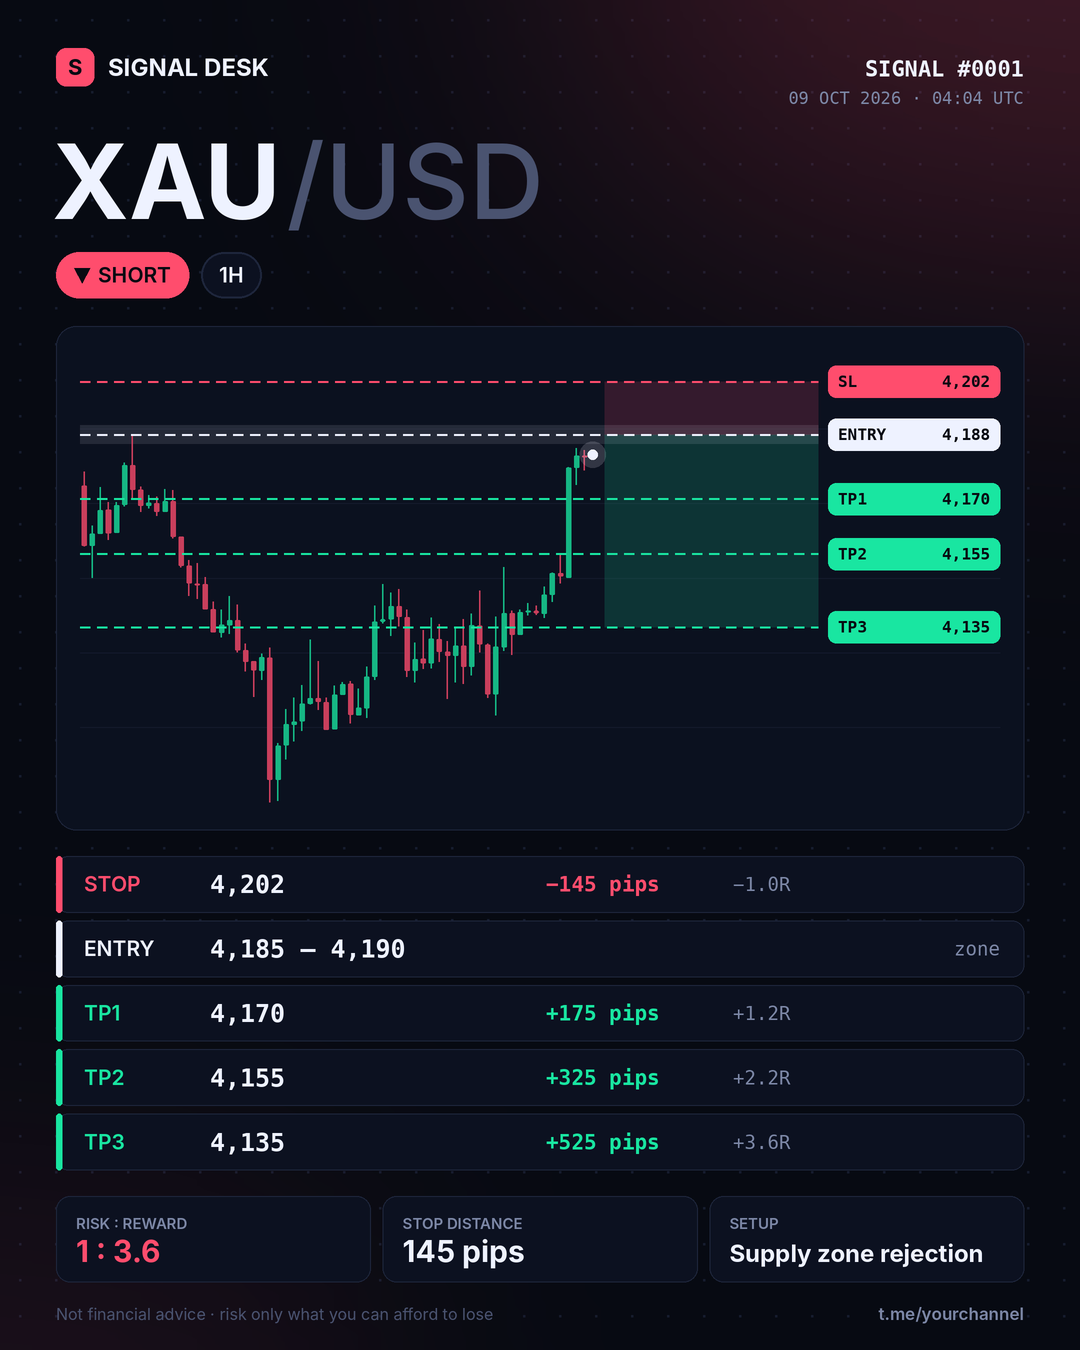 S SIGNAL DESK
SIGNAL #0001
09 OCT 2026 · 04:04 UTC
XAU/USD
▼ SHORT 1H
SL 4,202
ENTRY 4,188
TP1 4,170
TP2 4,155
TP3 4,135
STOP 4,202 −145 pips −1.0R
ENTRY 4,185 – 4,190 zone
TP1 4,170 +175 pips +1.2R
TP2 4,155 +325 pips +2.2R
TP3 4,135 +525 pips +3.6R
RISK : REWARD
1 : 3.6
STOP DISTANCE
145 pips
SETUP
Supply zone rejection
Not financial advice · risk only what you can afford to lose
t.me/yourchannel